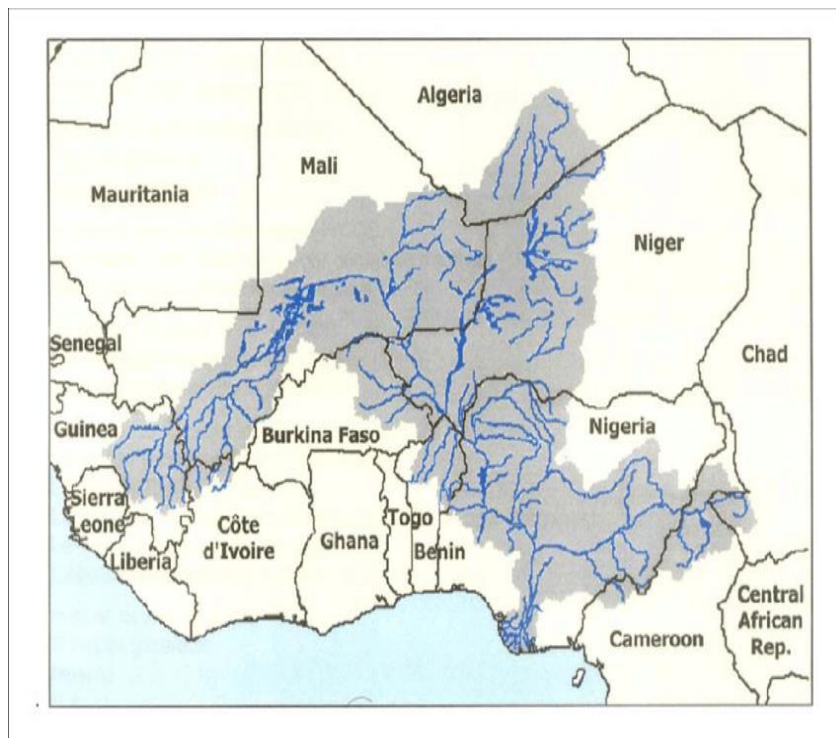 Algeria
Mali
Mauritania
Niger
Senegal
Chad
Guinea
Burkina Faso
Nigeria
Sierra
Leone
Côte
d'Ivoire
Ghana
Togo
Benin
Liberia
Central
African
Rep.
Cameroon